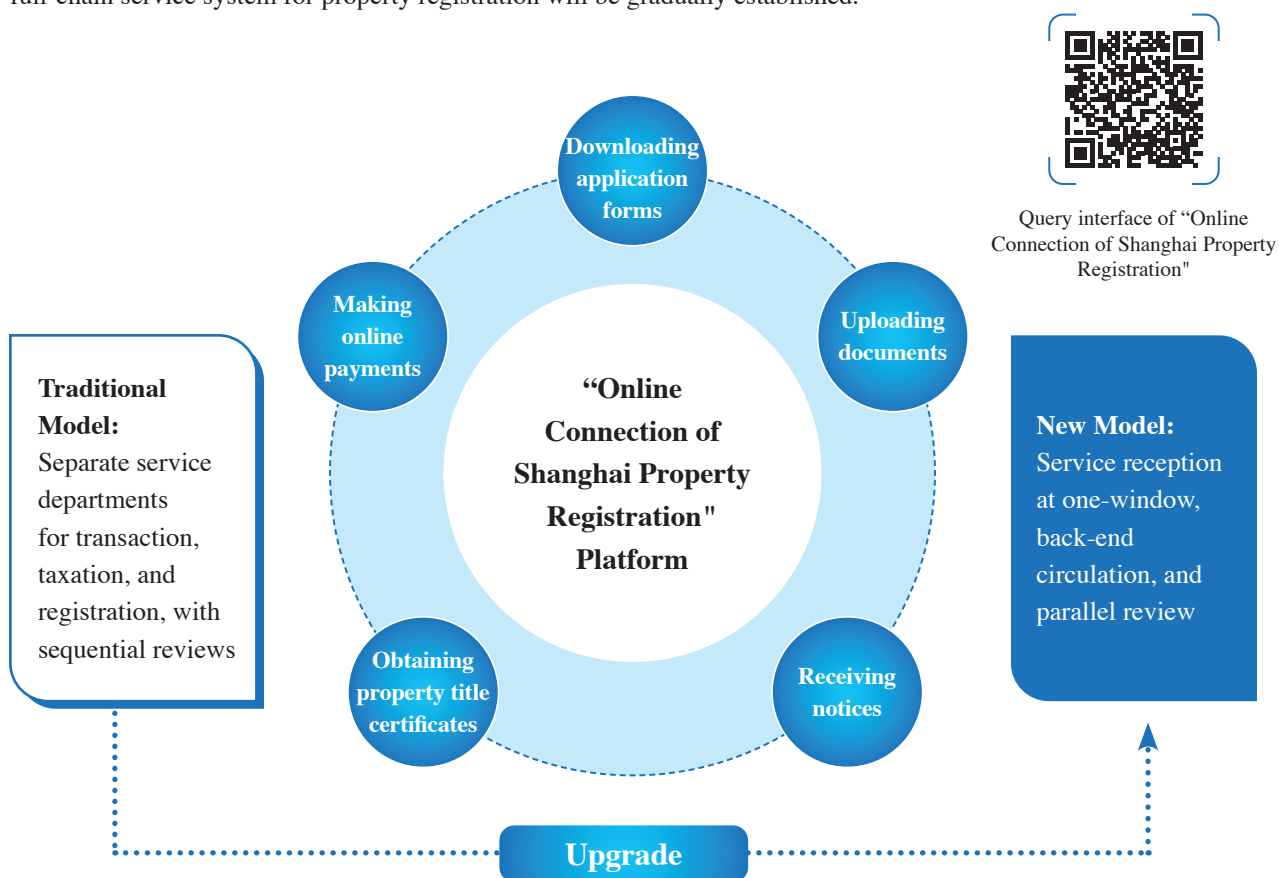 full-chain service system for property registration will be gradually established.
Query interface of “Online
Connection of Shanghai Property
Registration"
Downloading
application
forms
Making
online
payments
Uploading
documents
Traditional
Model:
Separate service
departments
for transaction,
taxation, and
registration, with
sequential reviews
“Online
Connection of
Shanghai Property
Registration"
Platform
New Model:
Service reception
at one-window,
back-end
circulation, and
parallel review
Obtaining
property title
certificates
Receiving
notices
Upgrade